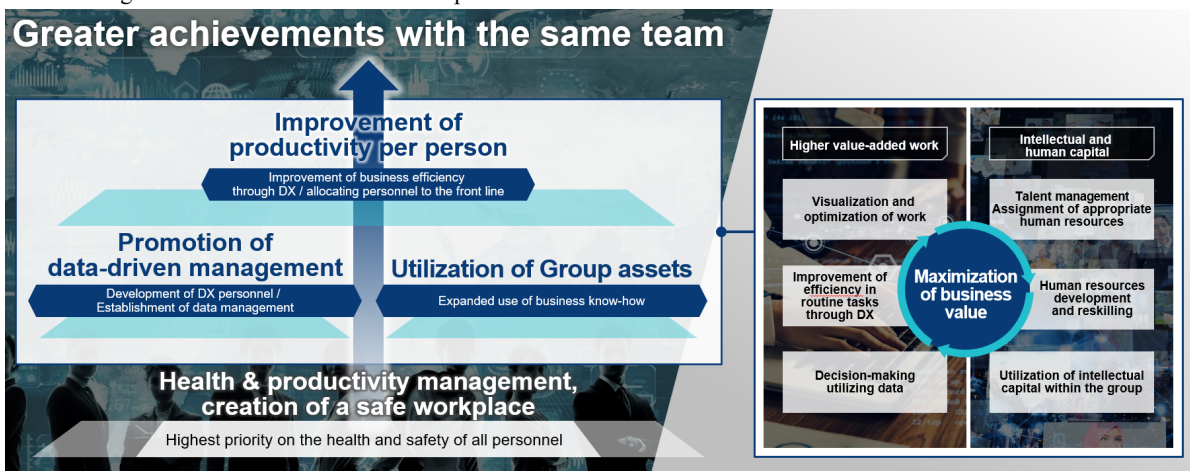 Greater achievements with the same team
Improvement of
productivity per person
Improvement of business efficiency
through DX / allocating personnel to the front line
Promotion of
data-driven management
Development of DX personnel /
Establishment of data management
Utilization of Group assets
Expanded use of business know-how
Health & productivity management,
creation of a safe workplace
Highest priority on the health and safety of all personnel
Higher value-added work
Visualization and
optimization of work
Improvement of
efficiency in
routine tasks
through DX
Decision-making
utilizing data
Intellectual and
human capital
Talent management
Assignment of appropriate
human resources
Human resources
development
and reskilling
Utilization of intellectual
capital within the group
Maximization
of business
value